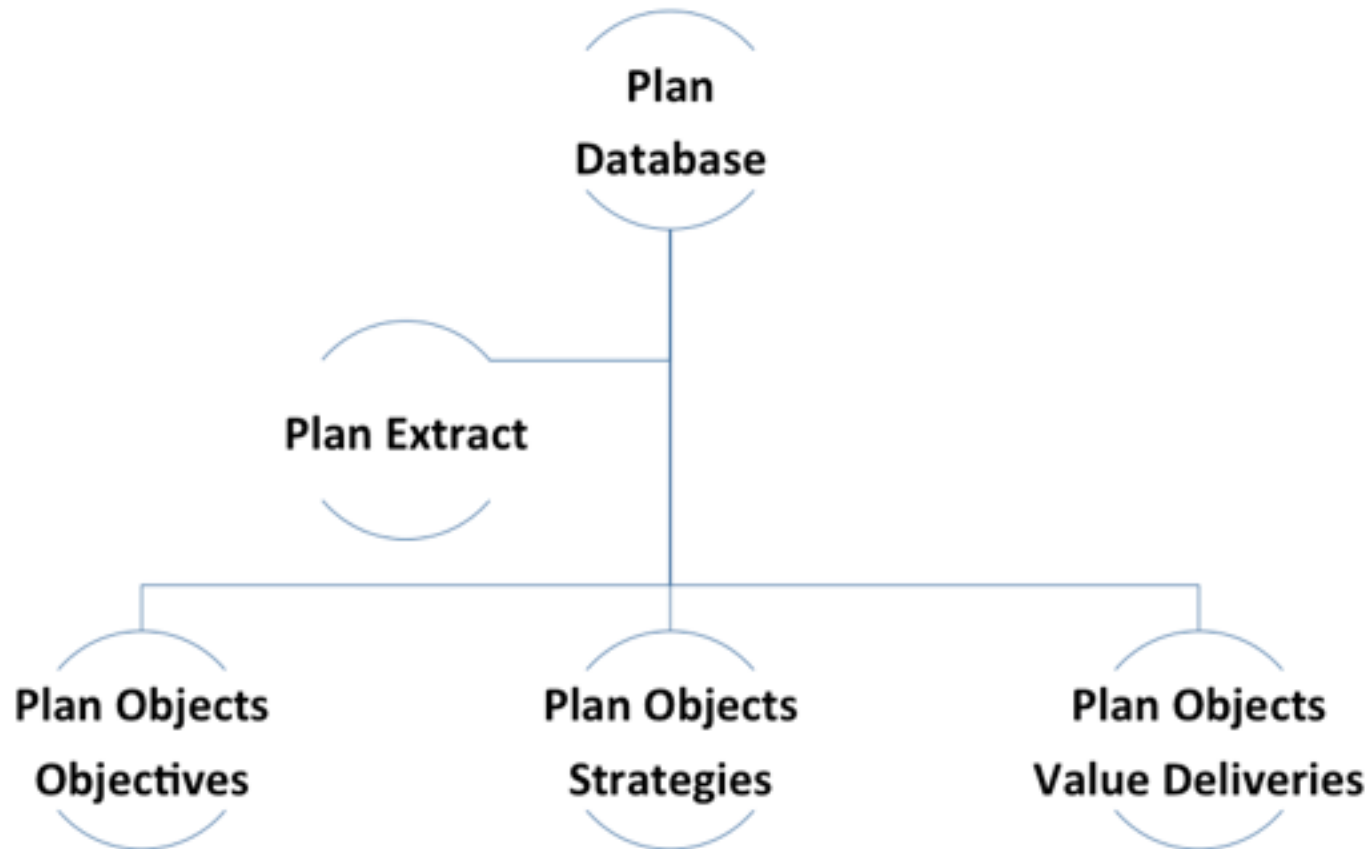 Plan
Database
Plan Extract
Plan Objects
Objectives
Plan Objects
Strategies
Plan Objects
Value Deliveries